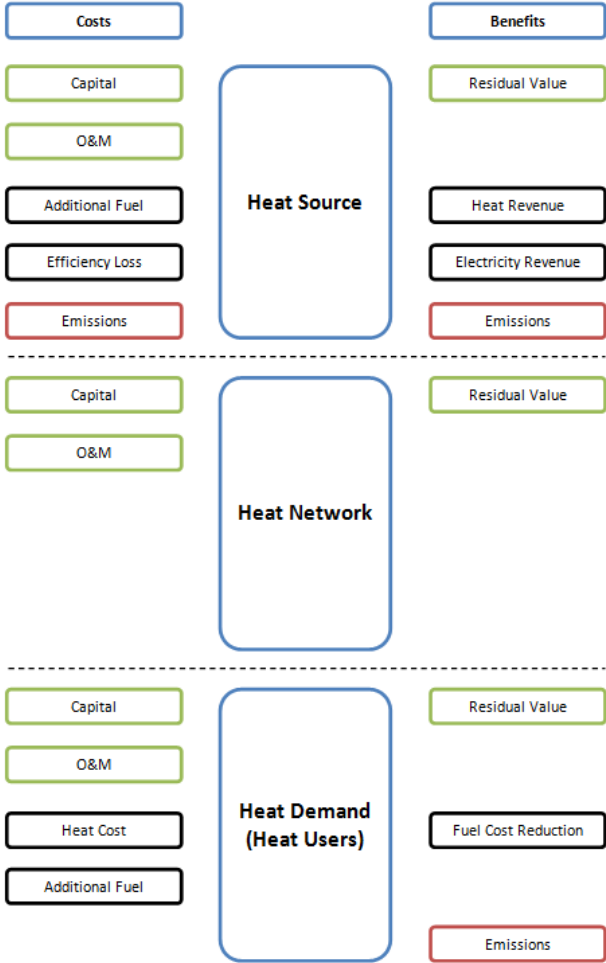 Costs
Benefits
Capital
Residual Value
O&M
Additional Fuel
Heat Source
Heat Revenue
Efficiency Loss
Electricity Revenue
Emissions
Emissions
Capital
Residual Value
O&M
Heat Network
Capital
Residual Value
O&M
Heat Demand
(Heat Users)
Heat Cost
Fuel Cost Reduction
Additional Fuel
Emissions